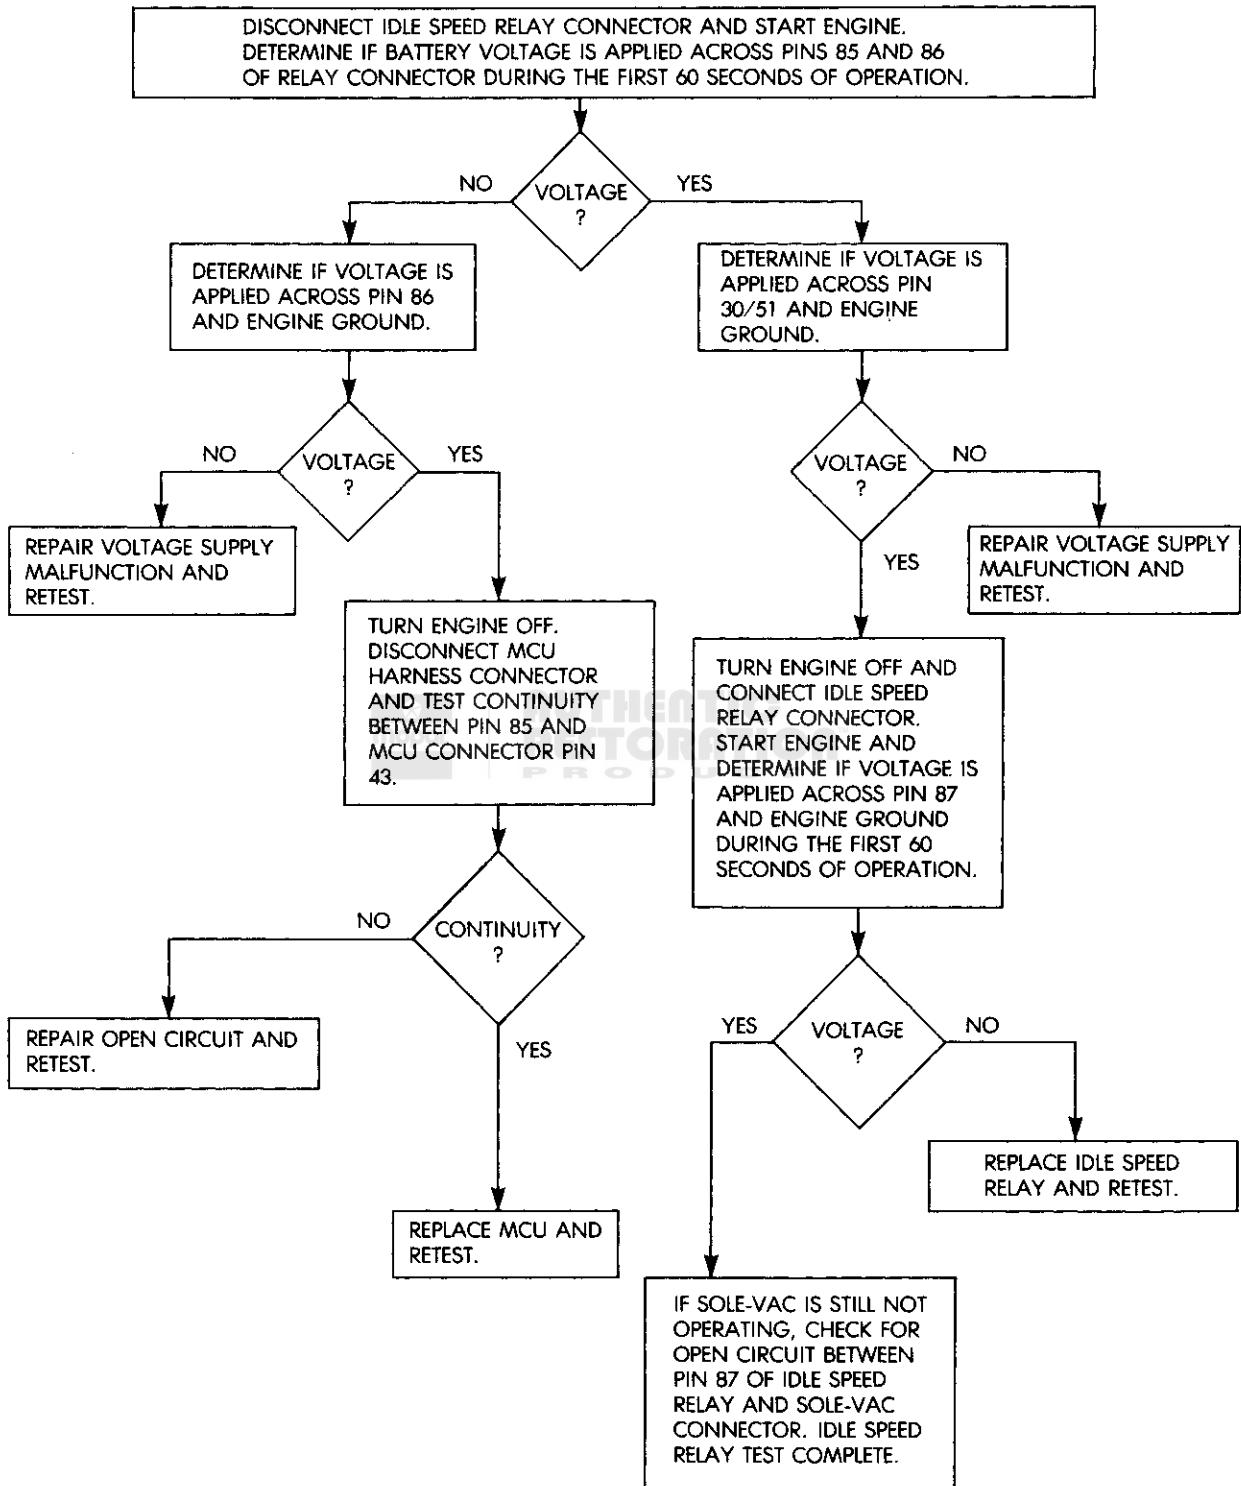 DISCONNECT IDLE SPEED RELAY CONNECTOR AND START ENGINE.
DETERMINE IF BATTERY VOLTAGE IS APPLIED ACROSS PINS 85 AND 86
OF RELAY CONNECTOR DURING THE FIRST 60 SECONDS OF OPERATION.
NO
VOLTAGE
?
YES
DETERMINE IF VOLTAGE IS
APPLIED ACROSS PIN 86
AND ENGINE GROUND.
DETERMINE IF VOLTAGE IS
APPLIED ACROSS PIN
30/51 AND ENGINE
GROUND.
NO
VOLTAGE
?
YES
VOLTAGE
?
NO
YES
REPAIR VOLTAGE SUPPLY
MALFUNCTION AND
RETEST.
REPAIR VOLTAGE SUPPLY
MALFUNCTION AND
RETEST.
TURN ENGINE OFF.
DISCONNECT MCU
HARNESS CONNECTOR
AND TEST CONTINUITY
BETWEEN PIN 85 AND
MCU CONNECTOR PIN
43.
TURN ENGINE OFF AND
CONNECT IDLE SPEED
RELAY CONNECTOR.
START ENGINE AND
DETERMINE IF VOLTAGE IS
APPLIED ACROSS PIN 87
AND ENGINE GROUND
DURING THE FIRST 60
SECONDS OF OPERATION.
AUTHENTIC
RESTORATION
PRODUCT
NO
CONTINUITY
?
YES
REPAIR OPEN CIRCUIT AND
RETEST.
YES
VOLTAGE
?
NO
REPLACE MCU AND
RETEST.
REPLACE IDLE SPEED
RELAY AND RETEST.
IF SOLE-VAC IS STILL NOT
OPERATING, CHECK FOR
OPEN CIRCUIT BETWEEN
PIN 87 OF IDLE SPEED
RELAY AND SOLE-VAC
CONNECTOR. IDLE SPEED
RELAY TEST COMPLETE.